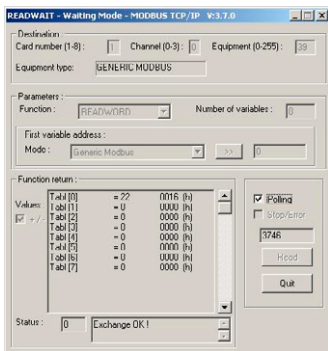 READWAIT - Waiting Mode - MODBUS TCP/IP V:3.7.0
Destination
Card number (1-8) : 1 Channel (0-3) : 0 Equipment (0-255) : 39
Equipment type: GENERIC MODBUS
Parameters :
Function : READWORD Number of variables : 0
First variable address :
Mode : Generic Modbus >> 0
Function return :
Values +/-
Tabl [0] = 22 0016 (h)
Tabl [1] = 0 0000 (h)
Tabl [2] = 0 0000 (h)
Tabl [3] = 0 0000 (h)
Tabl [4] = 0 0000 (h)
Tabl [5] = 0 0000 (h)
Tabl [6] = 0 0000 (h)
Tabl [7] = 0 0000 (h)
Polling
Stop/Error
3746
Read
Quit
Status : 0 Exchange OK !